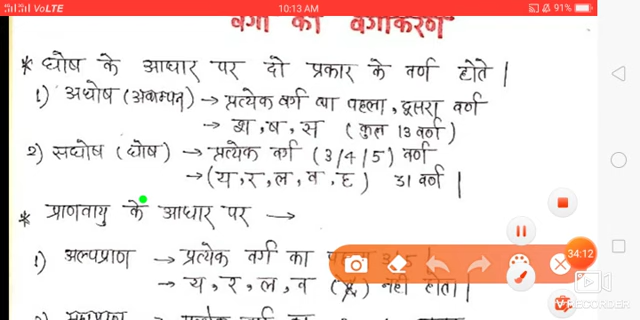 VoLTE 10:13 AM 91%
वर्गो का वर्गीकरण
* घोष के आधार पर दो प्रकार के वर्ण होते |
1) अघोष (अकम्पन) → प्रत्येक वर्ग का पहला, दूसरा वर्ण
→ श, ष, स (कुल 13 वर्ण)
2) सघोष (घोष) → प्रत्येक वर्ग (3/4/5) वर्ण
→ (य, र, ल, व, ह) 31 वर्ण |
* प्राणवायु के आधार पर →
1) अल्पप्राण → प्रत्येक वर्ग का 3/5 |
34:12
→ य, र, ल, व नही होता |
RECORDER